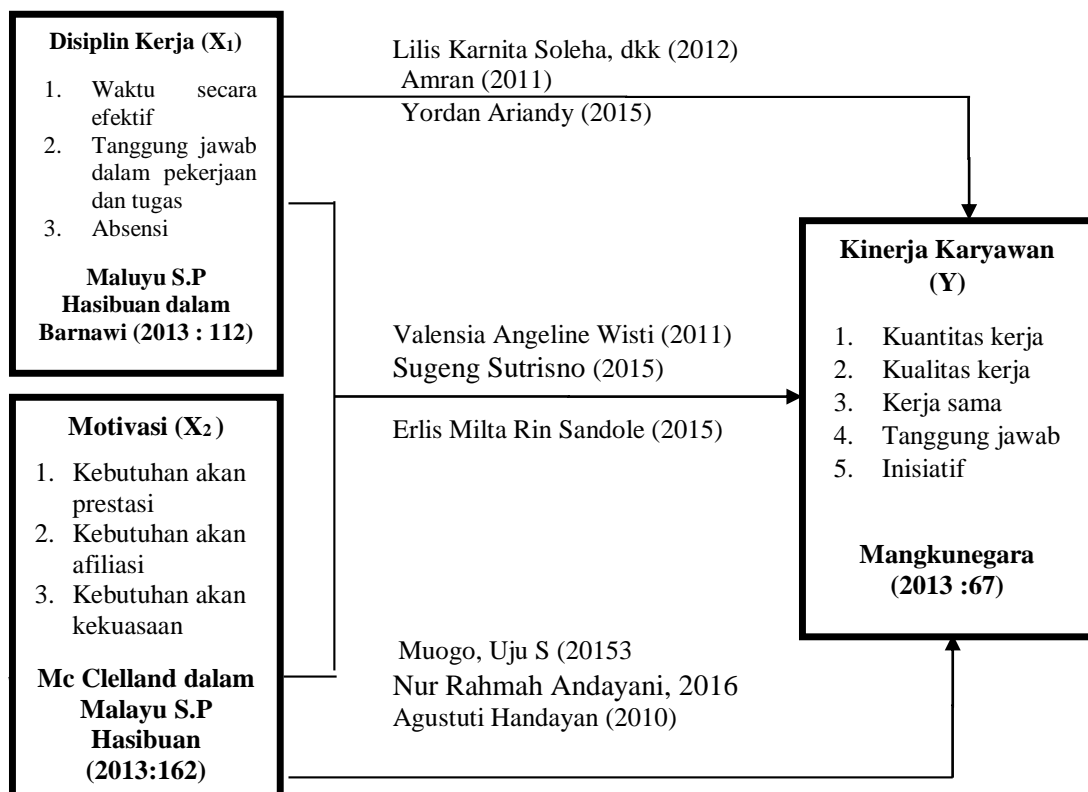 Disiplin Kerja (X1)
1. Waktu secara
efektif
2. Tanggung jawab
dalam pekerjaan
dan tugas
3. Absensi
Maluyu S.P
Hasibuan dalam
Barnawi (2013 : 112)
Lilis Karnita Soleha, dkk (2012)
Amran (2011)
Yordan Ariandy (2015)
Valensia Angeline Wisti (2011)
Sugeng Sutrisno (2015)
Erlis Milta Rin Sandole (2015)
Kinerja Karyawan
(Y)
1. Kuantitas kerja
2. Kualitas kerja
3. Kerja sama
4. Tanggung jawab
5. Inisiatif
Mangkunegara
(2013 :67)
Motivasi (X2 )
1. Kebutuhan akan
prestasi
2. Kebutuhan akan
afiliasi
3. Kebutuhan akan
kekuasaan
Mc Clelland dalam
Malayu S.P
Hasibuan
(2013:162)
Muogo, Uju S (20153
Nur Rahmah Andayani, 2016
Agustuti Handayan (2010)